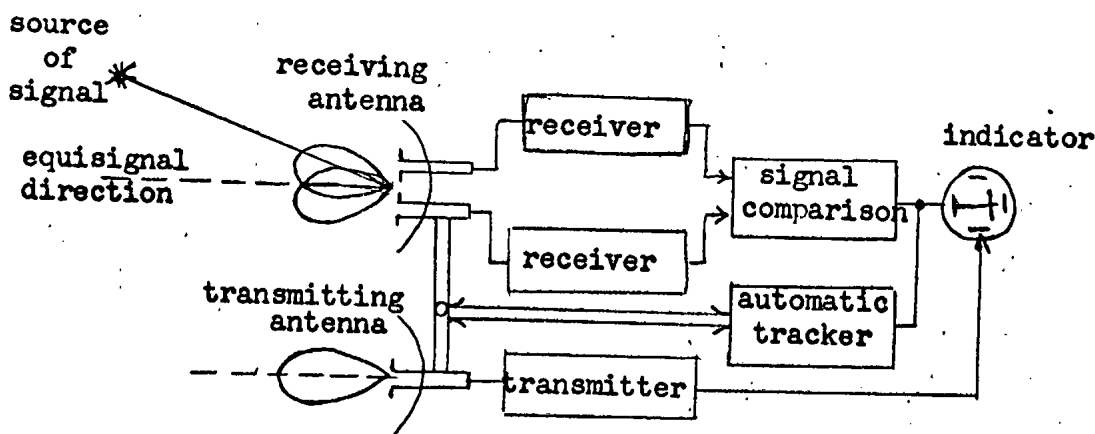 source
of
signal
receiving
antenna
receiver
indicator
equisignal
direction
signal
comparison
receiver
transmitting
antenna
automatic
tracker
transmitter